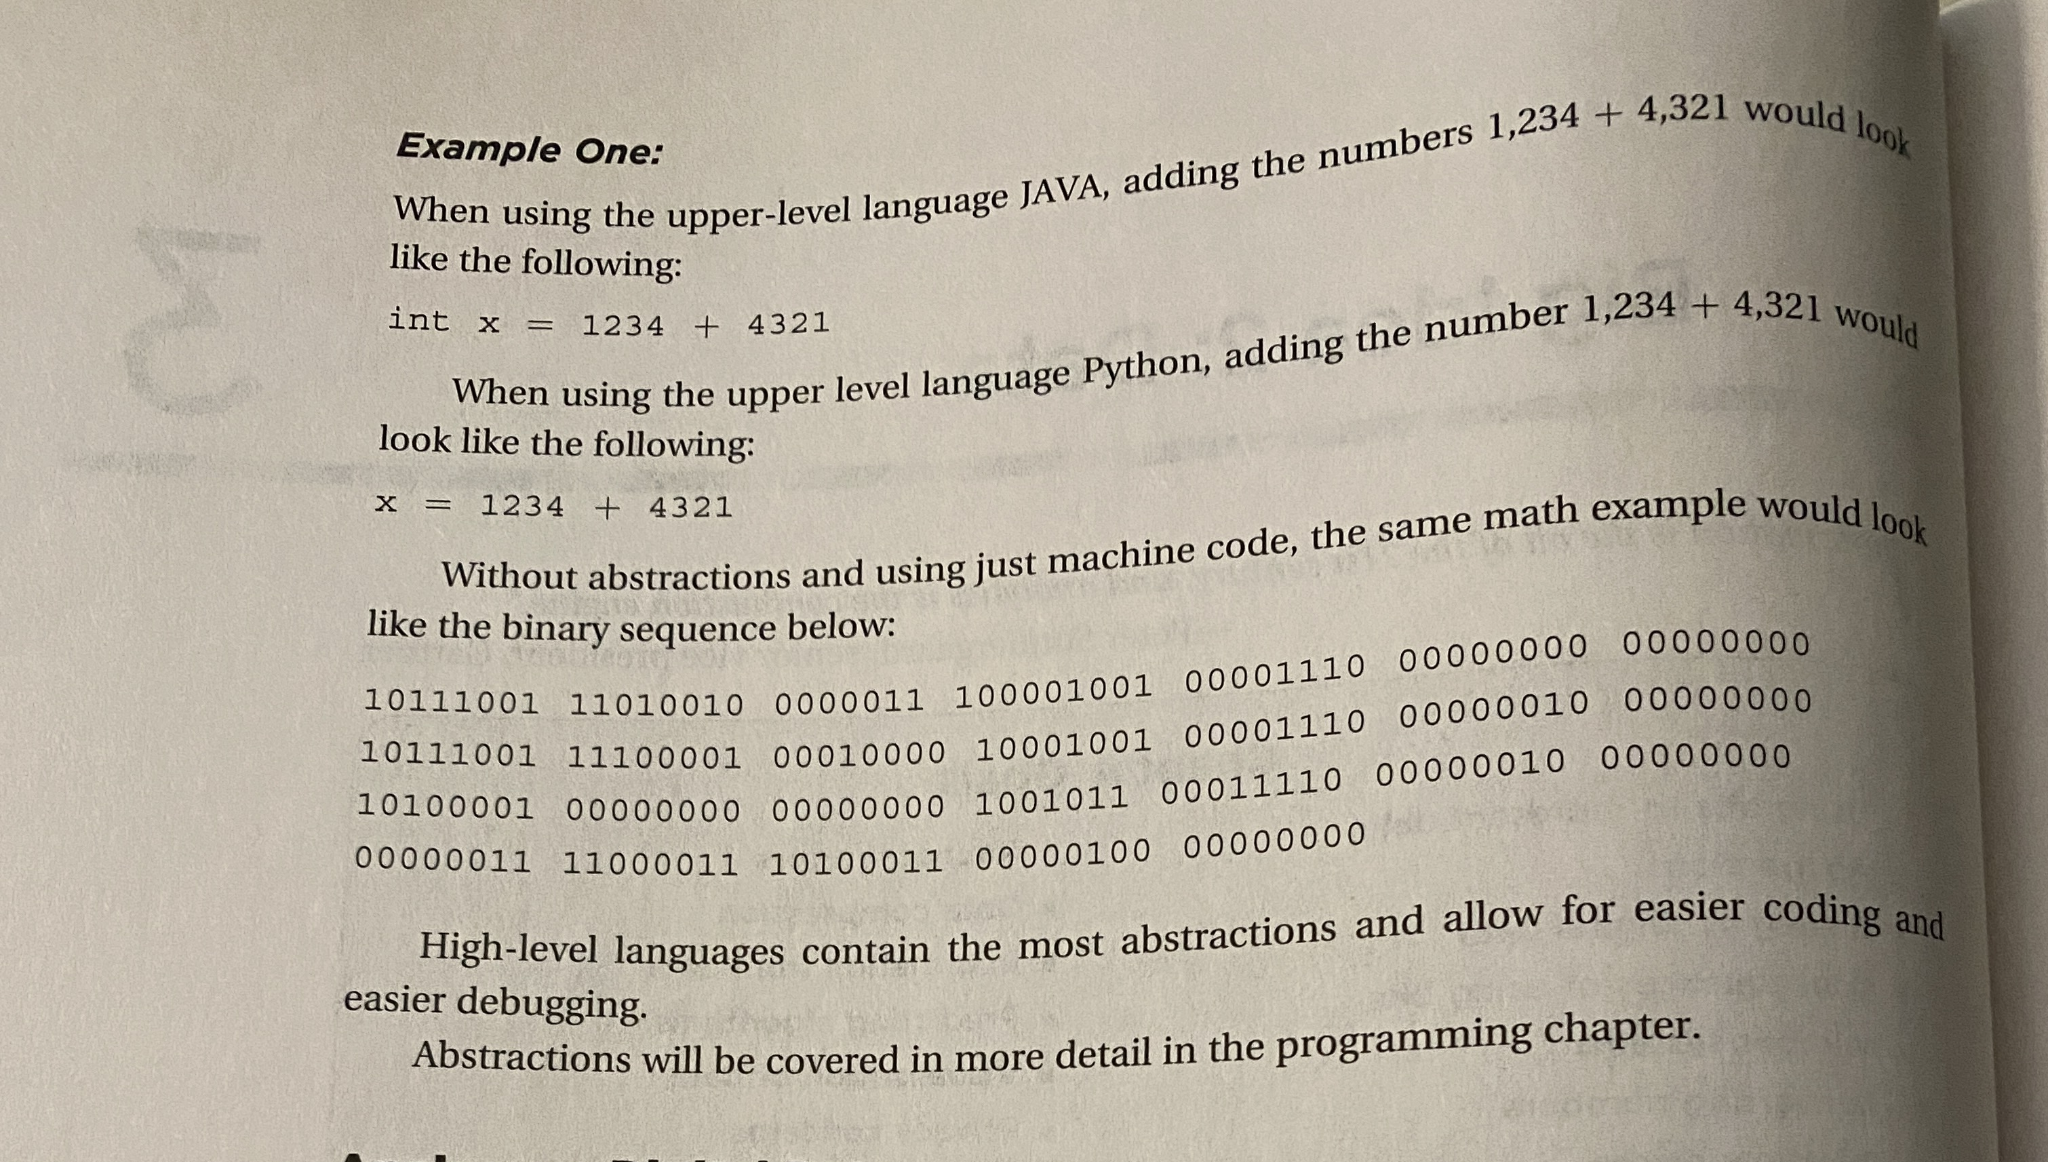 Example One:
When using the upper-level language JAVA, adding the numbers 1,234 + 4,321 would look
like the following:
int x = 1234 + 4321
When using the upper level language Python, adding the number 1,234 + 4,321 would
look like the following:
x = 1234 + 4321
Without abstractions and using just machine code, the same math example would look
like the binary sequence below:
10111001 11010010 0000011 100001001 00001110 00000000 00000000
10111001 11100001 00010000 10001001 00001110 00000010 00000000
10100001 00000000 00000000 1001011 00011110 00000010 00000000
00000011 11000011 10100011 00000100 00000000
High-level languages contain the most abstractions and allow for easier coding and
easier debugging.
Abstractions will be covered in more detail in the programming chapter.